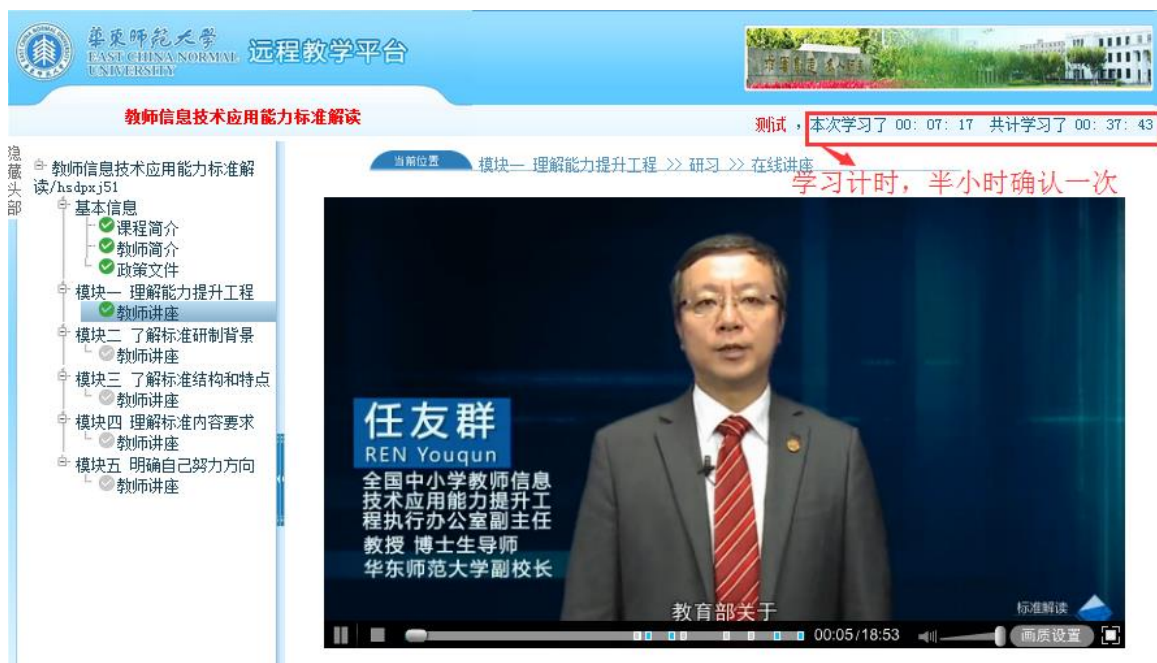 華東師范大學
EAST CHINA NORMAL
UNIVERSITY
远程教学平台
教师信息技术应用能力标准解读
测试 ，本次学习了 00: 07: 17 共计学习了 00: 37: 43
学习计时，半小时确认一次
隐藏头部
当前位置
模块一 理解能力提升工程 >> 研习 >> 在线讲座
教师信息技术应用能力标准解
读/hsdpxj51
基本信息
课程简介
教师简介
政策文件
模块一 理解能力提升工程
教师讲座
模块二 了解标准研制背景
教师讲座
模块三 了解标准结构和特点
教师讲座
模块四 理解标准内容要求
教师讲座
模块五 明确自己努力方向
教师讲座
任友群
REN Youqun
全国中小学教师信息
技术应用能力提升工
程执行办公室副主任
教授 博士生导师
华东师范大学副校长
教育部关于
标准解读
00:05/18:53
画质设置